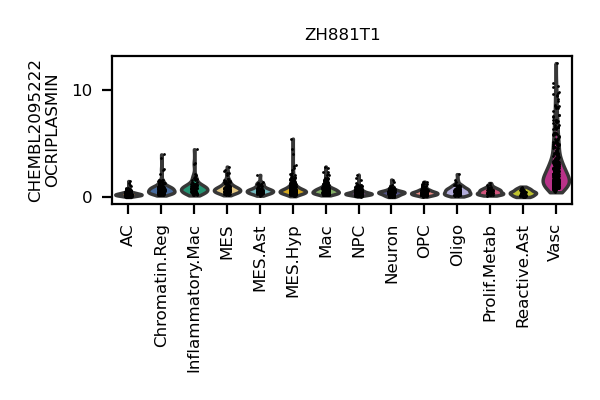 ZH881T1
CHEMBL2095222
OCRIPLASMIN
10
0
AC
Chromatin.Reg
Inflammatory.Mac
MES
MES.Ast
MES.Hyp
Mac
NPC
Neuron
OPC
Oligo
Prolif.Metab
Reactive.Ast
Vasc